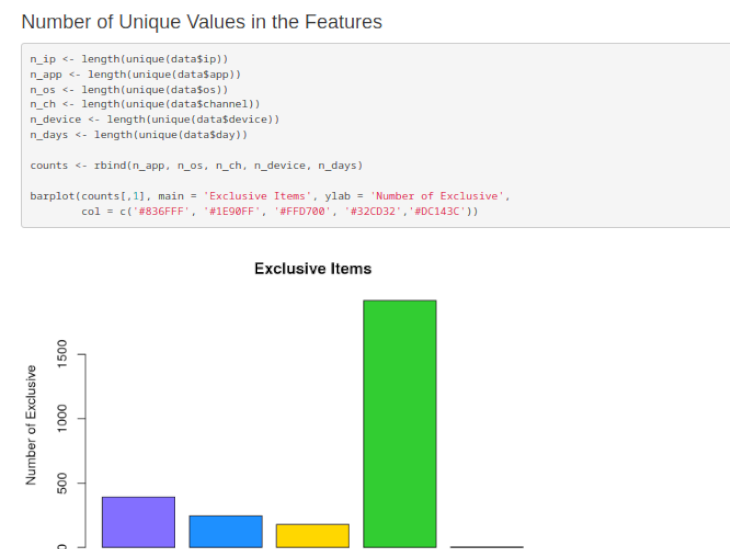 Number of Unique Values in the Features
n_ip <- length(unique(data$ip))
n_app <- length(unique(data$app))
n_os <- length(unique(data$os))
n_ch <- length(unique(data$channel))
n_device <- length(unique(data$device))
n_days <- length(unique(data$day))
counts <- rbind(n_app, n_os, n_ch, n_device, n_days)
barplot(counts[,1], main = 'Exclusive Items', ylab = 'Number of Exclusive',
col = c('#836FFF', '#1E90FF', '#FFD700', '#32CD32','#DC143C'))
Exclusive Items
Number of Exclusive
1500
1000
500
0